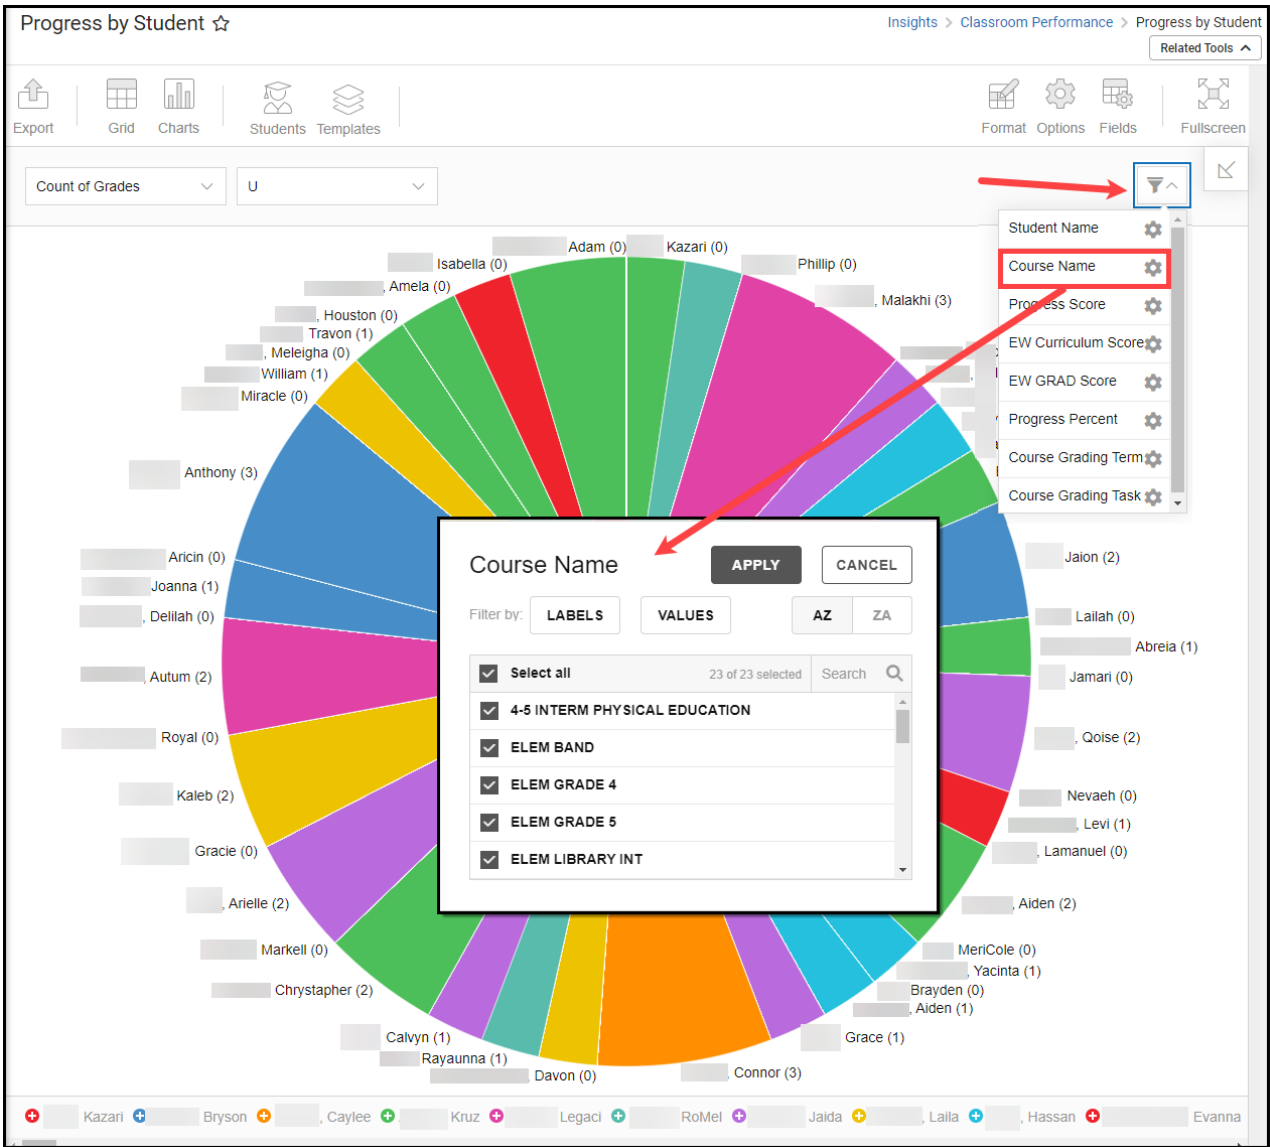 Progress by Student
Insights > Classroom Performance > Progress by Student
Related Tools
Export
Grid
Charts
Students
Templates
Format
Options
Fields
Fullscreen
Count of Grades
U
Student Name
Course Name
Progress Score
EW Curriculum Score
EW GRAD Score
Progress Percent
Course Grading Term
Course Grading Task
Adam (0)
Kazari (0)
Isabella (0)
Phillip (0)
, Amela (0)
, Malakhi (3)
, Houston (0)
Travon (1)
, Meleigha (0)
William (1)
Miracle (0)
Anthony (3)
Aricin (0)
Jaion (2)
Joanna (1)
, Delilah (0)
Lailah (0)
Abreia (1)
, Autum (2)
Jamari (0)
Royal (0)
, Qoise (2)
Kaleb (2)
Nevaeh (0)
, Levi (1)
Gracie (0)
, Lamanuel (0)
, Arielle (2)
, Aiden (2)
Markell (0)
MeriCole (0)
, Yacinta (1)
Chrystapher (2)
Brayden (0)
, Aiden (1)
Calvyn (1)
Grace (1)
Rayaunna (1)
, Davon (0)
, Connor (3)
Course Name
APPLY
CANCEL
Filter by:
LABELS
VALUES
AZ
ZA
Select all
23 of 23 selected
Search
4-5 INTERM PHYSICAL EDUCATION
ELEM BAND
ELEM GRADE 4
ELEM GRADE 5
ELEM LIBRARY INT
Kazari
Bryson
, Caylee
Kruz
Legaci
RoMel
Jaida
, Laila
, Hassan
Evanna